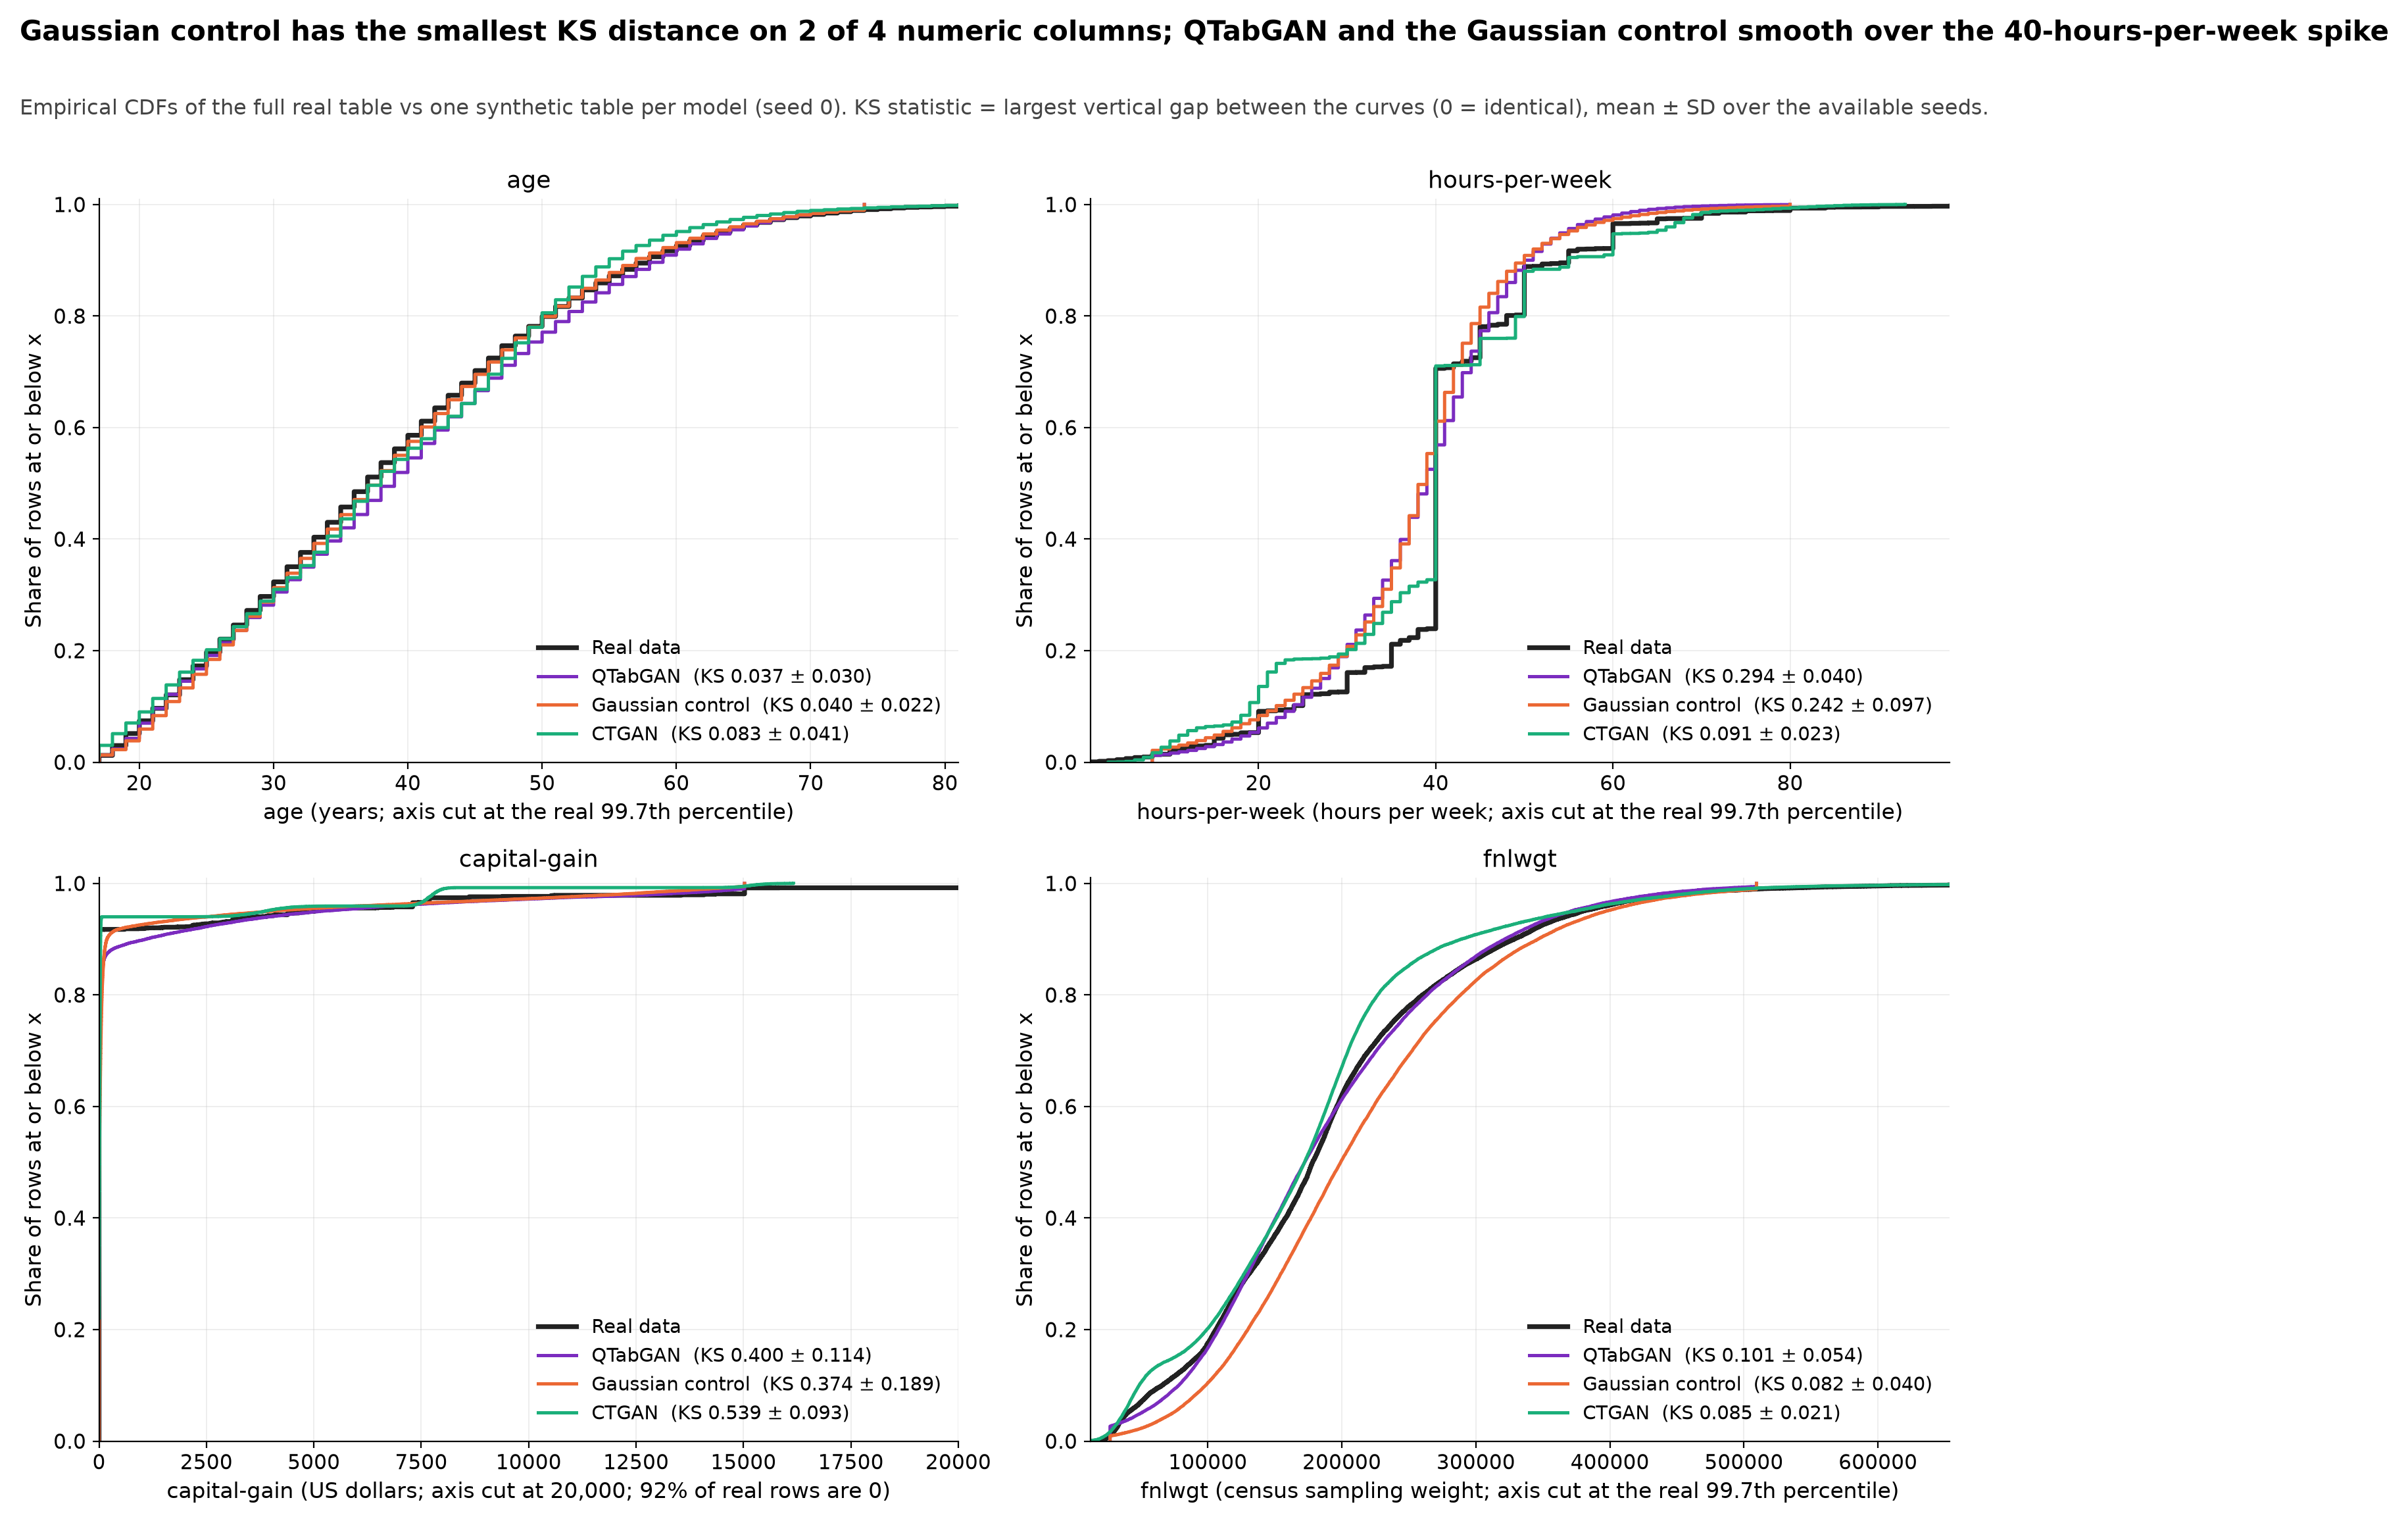 Gaussian control has the smallest KS distance on 2 of 4 numeric columns; QTabGAN and the Gaussian control smooth over the 40-hours-per-week spike
Empirical CDFs of the full real table vs one synthetic table per model (seed 0). KS statistic = largest vertical gap between the curves (0 = identical), mean ± SD over the available seeds.
age
Share of rows at or below x
1.0
0.8
0.6
0.4
0.2
0.0
Real data
QTabGAN (KS 0.037 ± 0.030)
Gaussian control (KS 0.040 ± 0.022)
CTGAN (KS 0.083 ± 0.041)
20 30 40 50 60 70 80
age (years; axis cut at the real 99.7th percentile)
hours-per-week
Share of rows at or below x
1.0
0.8
0.6
0.4
0.2
0.0
Real data
QTabGAN (KS 0.294 ± 0.040)
Gaussian control (KS 0.242 ± 0.097)
CTGAN (KS 0.091 ± 0.023)
20 40 60 80
hours-per-week (hours per week; axis cut at the real 99.7th percentile)
capital-gain
Share of rows at or below x
1.0
0.8
0.6
0.4
0.2
0.0
Real data
QTabGAN (KS 0.400 ± 0.114)
Gaussian control (KS 0.374 ± 0.189)
CTGAN (KS 0.539 ± 0.093)
0 2500 5000 7500 10000 12500 15000 17500 20000
capital-gain (US dollars; axis cut at 20,000; 92% of real rows are 0)
fnlwgt
Share of rows at or below x
1.0
0.8
0.6
0.4
0.2
0.0
Real data
QTabGAN (KS 0.101 ± 0.054)
Gaussian control (KS 0.082 ± 0.040)
CTGAN (KS 0.085 ± 0.021)
100000 200000 300000 400000 500000 600000
fnlwgt (census sampling weight; axis cut at the real 99.7th percentile)